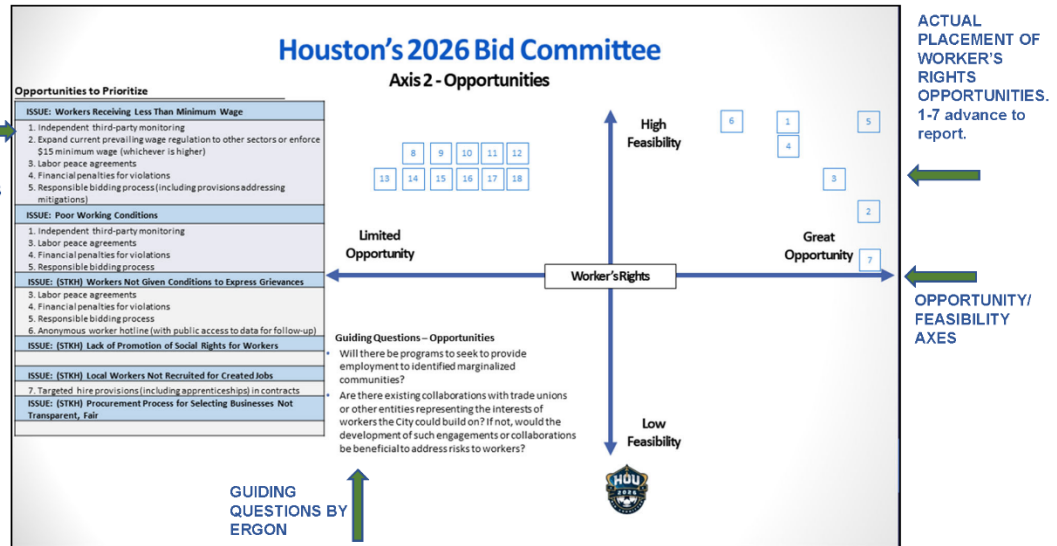 Houston's 2026 Bid Committee
Axis 2 - Opportunities
Opportunities to Prioritize
ISSUE: Workers Receiving Less Than Minimum Wage
1. Independent third-party monitoring
2. Expand current prevailing wage regulation to other sectors or enforce
$15 minimum wage (whichever is higher)
3. Labor peace agreements
4. Financial penalties for violations
5. Responsible bidding process (including provisions addressing
mitigations)
ISSUE: Poor Working Conditions
1. Independent third-party monitoring
3. Labor peace agreements
4. Financial penalties for violations
5. Responsible bidding process
ISSUE: (STKH) Workers Not Given Conditions to Express Grievances
3. Labor peace agreements
4. Financial penalties for violations
5. Responsible bidding process
6. Anonymous worker hotline (with public access to data for follow-up)
ISSUE: (STKH) Lack of Promotion of Social Rights for Workers
ISSUE: (STKH) Local Workers Not Recruited for Created Jobs
7. Targeted hire provisions (including apprenticeships) in contracts
ISSUE: (STKH) Procurement Process for Selecting Businesses Not
Transparent, Fair
High
Feasibility
6 1 5
4
8 9 10 11 12
13 14 15 16 17 18
3
2
Limited
Opportunity
Great
Opportunity
7
Worker's Rights
Low
Feasibility
Guiding Questions – Opportunities
• Will there be programs to seek to provide
employment to identified marginalized
communities?
• Are there existing collaborations with trade unions
or other entities representing the interests of
workers the City could build on? If not, would the
development of such engagements or collaborations
be beneficial to address risks to workers?
HOU
2026
GUIDING
QUESTIONS BY
ERGON
ACTUAL
PLACEMENT OF
WORKER'S
RIGHTS
OPPORTUNITIES.
1-7 advance to
report.
OPPORTUNITY/
FEASIBILITY
AXES